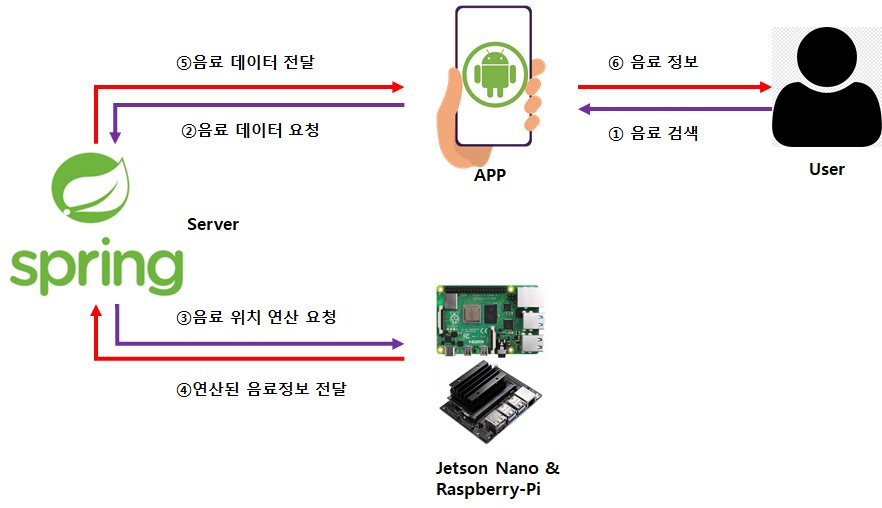 ⑤음료 데이터 전달
⑥ 음료 정보
②음료 데이터 요청
① 음료 검색
APP
User
Server
spring
③음료 위치 연산 요청
④연산된 음료정보 전달
Jetson Nano &
Raspberry-Pi